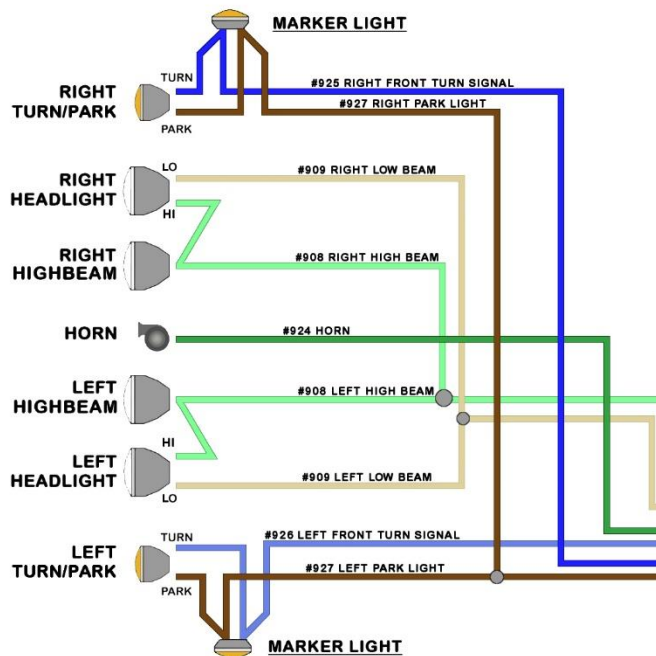 MARKER LIGHT
TURN
#925 RIGHT FRONT TURN SIGNAL
RIGHT
TURN/PARK
#927 RIGHT PARK LIGHT
PARK
LO
#909 RIGHT LOW BEAM
RIGHT
HEADLIGHT
HI
RIGHT
HIGHBEAM
#908 RIGHT HIGH BEAM
HORN
#924 HORN
LEFT
HIGHBEAM
#908 LEFT HIGH BEAM
HI
LEFT
HEADLIGHT
#909 LEFT LOW BEAM
LO
TURN
#926 LEFT FRONT TURN SIGNAL
LEFT
TURN/PARK
#927 LEFT PARK LIGHT
PARK
MARKER LIGHT